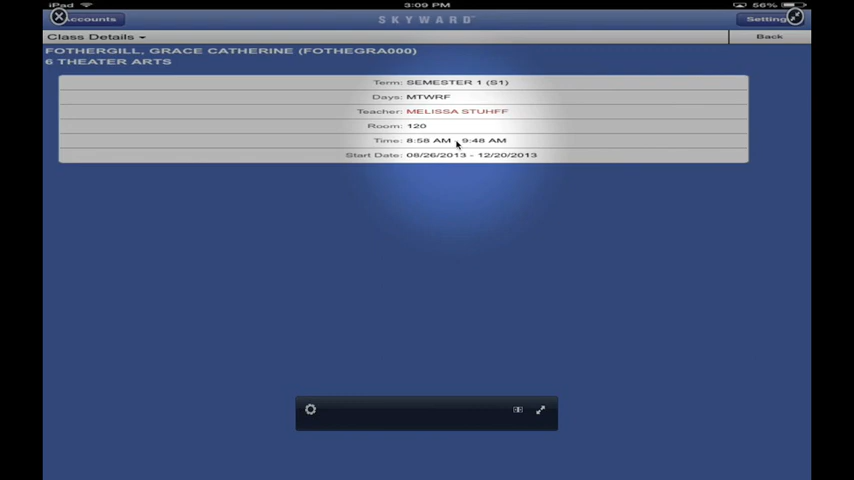 iPad 3:09 PM 56%
Accounts SKYWARD Setting
Class Details Back
FOTHERGILL, GRACE CATHERINE (FOTHEGRA000)
6 THEATER ARTS
Term: SEMESTER 1 (S1)
Days: MTWRF
Teacher: MELISSA STUHFF
Room: 120
Time: 8:58 AM - 9:48 AM
Start Date: 08/26/2013 - 12/20/2013